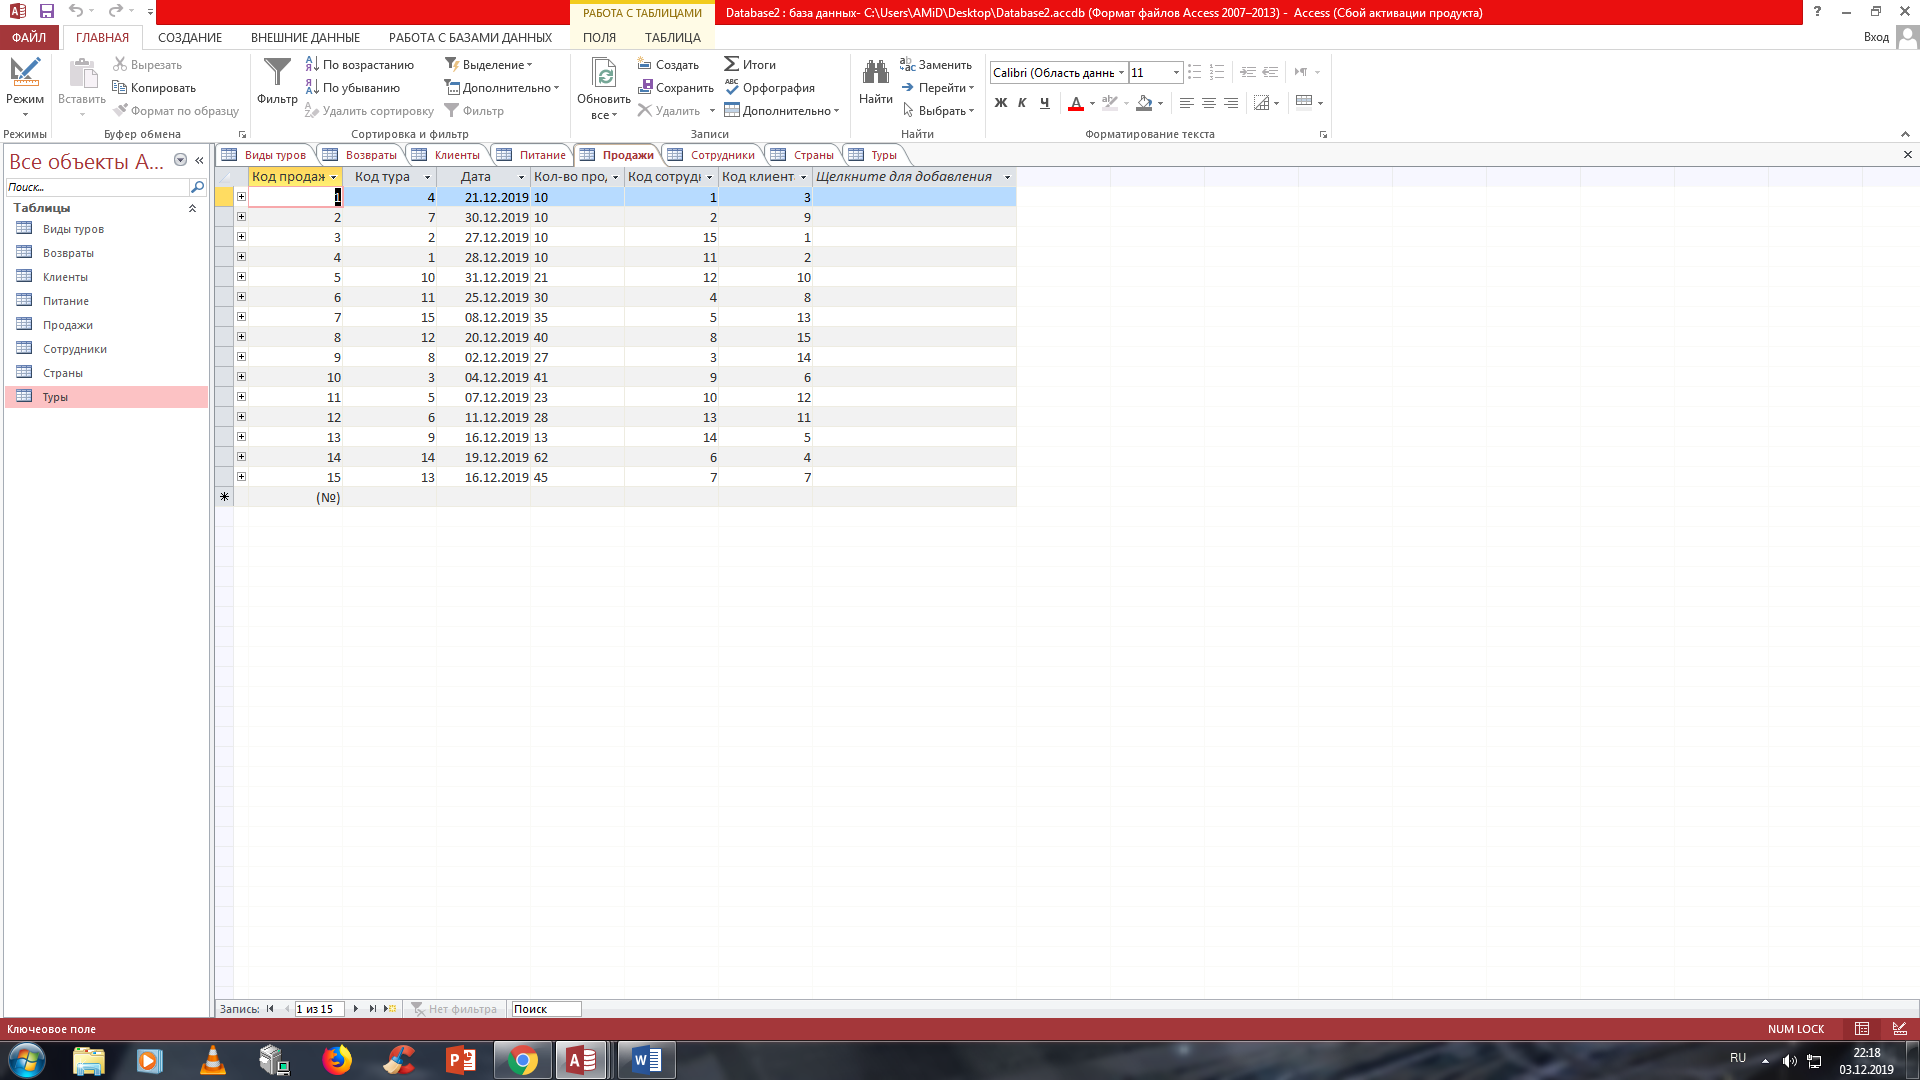 РАБОТА С ТАБЛИЦАМИ
Database2 : база данных- C:\Users\AMiD\Desktop\Database2.accdb (Формат файлов Access 2007–2013) - Access (Сбой активации продукта)
ФАЙЛ ГЛАВНАЯ СОЗДАНИЕ ВНЕШНИЕ ДАННЫЕ РАБОТА С БАЗАМИ ДАННЫХ ПОЛЯ ТАБЛИЦА Вход
Режим
Режимы
Вставить
Вырезать
Копировать
Формат по образцу
Буфер обмена
Фильтр
По возрастанию
По убыванию
Удалить сортировку
Выделение
Дополнительно
Фильтр
Сортировка и фильтр
Обновить
все
Создать
Сохранить
Удалить
Итоги
Орфография
Дополнительно
Записи
Найти
Заменить
Перейти
Выбрать
Найти
Calibri (Область даннь 11
Ж К Ч
Форматирование текста
Все объекты А...
Поиск...
Таблицы
Виды туров
Возвраты
Клиенты
Питание
Продажи
Сотрудники
Страны
Туры
Виды туров Возвраты Клиенты Питание Продажи Сотрудники Страны Туры
Код продаж Код тура Дата Кол-во про, Код сотруд Код клиент Щелкните для добавления
1 4 21.12.2019 10 1 3
2 7 30.12.2019 10 2 9
3 2 27.12.2019 10 15 1
4 1 28.12.2019 10 11 2
5 10 31.12.2019 21 12 10
6 11 25.12.2019 30 4 8
7 15 08.12.2019 35 5 13
8 12 20.12.2019 40 8 15
9 8 02.12.2019 27 3 14
10 3 04.12.2019 41 9 6
11 5 07.12.2019 23 10 12
12 6 11.12.2019 28 13 11
13 9 16.12.2019 13 14 5
14 14 19.12.2019 62 6 4
15 13 16.12.2019 45 7 7
(№)
Запись: 1 из 15 Нет фильтра Поиск
Ключеовое поле NUM LOCK
RU 22:18
03.12.2019